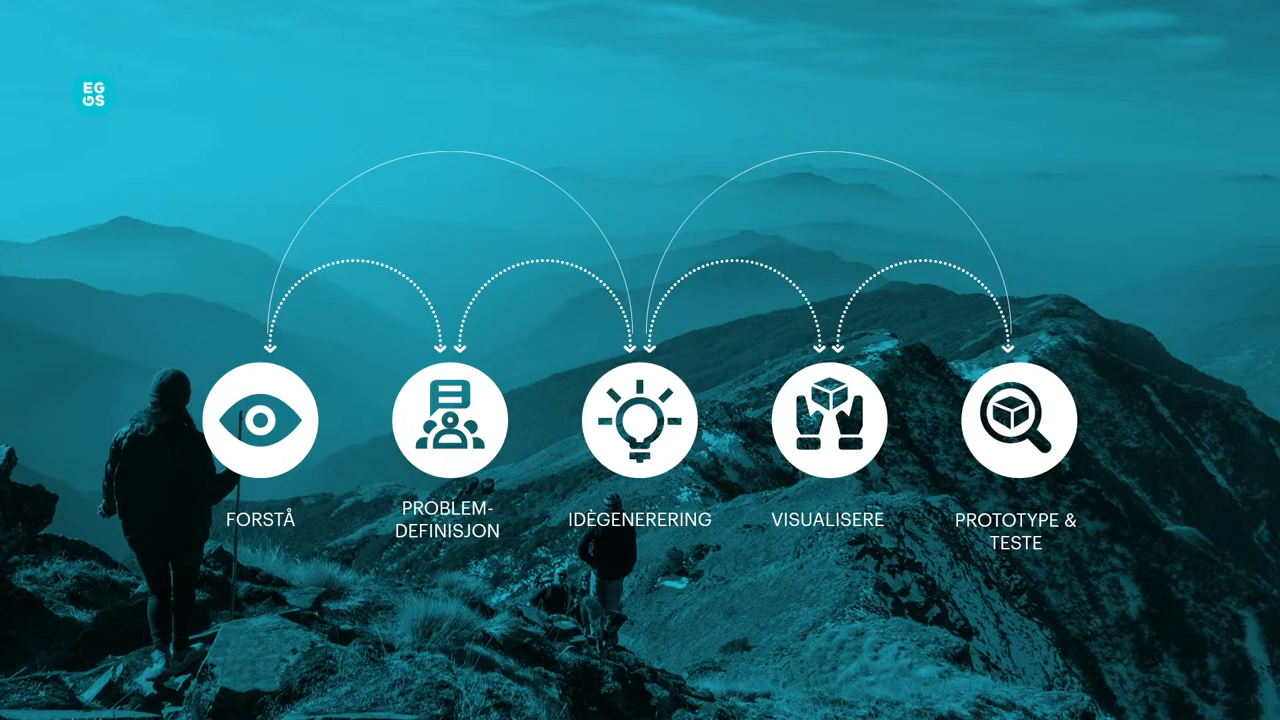 EG
GS
FORSTÅ
PROBLEM-
DEFINISJON
IDÈGENERERING
VISUALISERE
PROTOTYPE &
TESTE